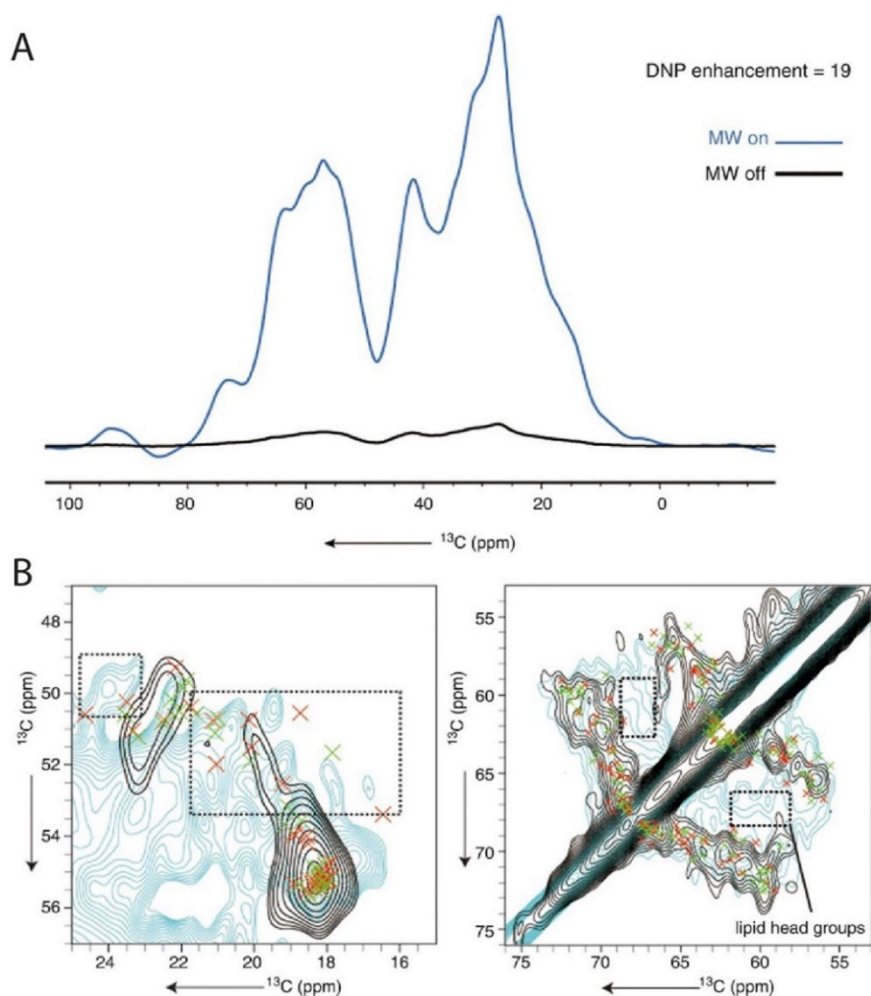 A
DNP enhancement = 19
MW on
MW off
100 80 60 40 20 0
13C (ppm)
B
48
50
52
54
56
24 22 20 18 16
13C (ppm)
13C (ppm)
55
60
65
70
75
lipid head groups
75 70 65 60 55
13C (ppm)
13C (ppm)